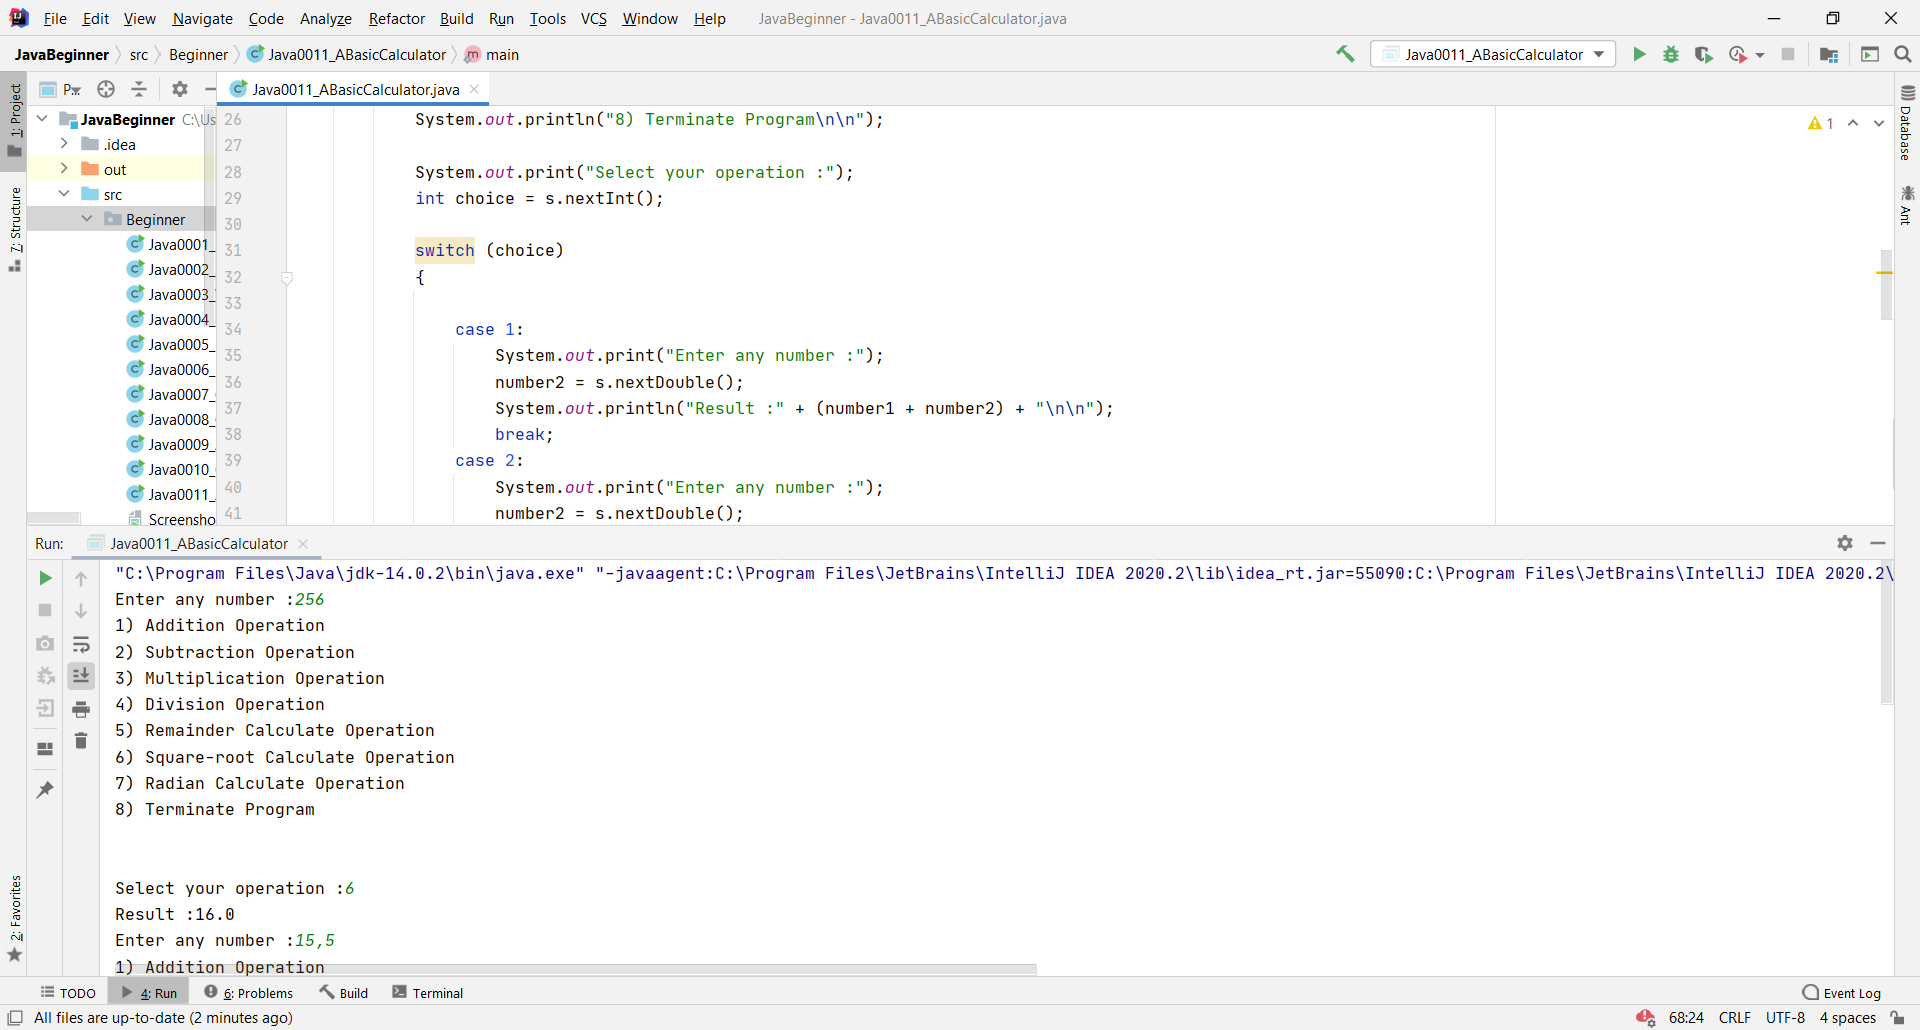 File Edit View Navigate Code Analyze Refactor Build Run Tools VCS Window Help JavaBeginner - Java0011_ABasicCalculator.java
JavaBeginner src Beginner Java0011_ABasicCalculator main Java0011_ABasicCalculator
1: Project
7: Structure
2: Favorites
P..
JavaBeginner C:\Us
.idea
out
src
Beginner
Java0001_
Java0002_
Java0003_
Java0004_
Java0005_
Java0006_
Java0007_
Java0008_
Java0009_
Java0010_
Java0011_
Screensho
Java0011_ABasicCalculator.java
26 System.out.println("8) Terminate Program\n\n");
27
28 System.out.print("Select your operation :");
29 int choice = s.nextInt();
30
31 switch (choice)
32 {
33
34 case 1:
35 System.out.print("Enter any number :");
36 number2 = s.nextDouble();
37 System.out.println("Result :" + (number1 + number2) + "\n\n");
38 break;
39 case 2:
40 System.out.print("Enter any number :");
41 number2 = s.nextDouble();
1
Database
Ant
Run: Java0011_ABasicCalculator
"C:\Program Files\Java\jdk-14.0.2\bin\java.exe" "-javaagent:C:\Program Files\JetBrains\IntelliJ IDEA 2020.2\lib\idea_rt.jar=55090:C:\Program Files\JetBrains\IntelliJ IDEA 2020.2\
Enter any number :256
1) Addition Operation
2) Subtraction Operation
3) Multiplication Operation
4) Division Operation
5) Remainder Calculate Operation
6) Square-root Calculate Operation
7) Radian Calculate Operation
8) Terminate Program
Select your operation :6
Result :16.0
Enter any number :15,5
1) Addition Operation
TODO 4: Run 6: Problems Build Terminal Event Log
All files are up-to-date (2 minutes ago) 68:24 CRLF UTF-8 4 spaces